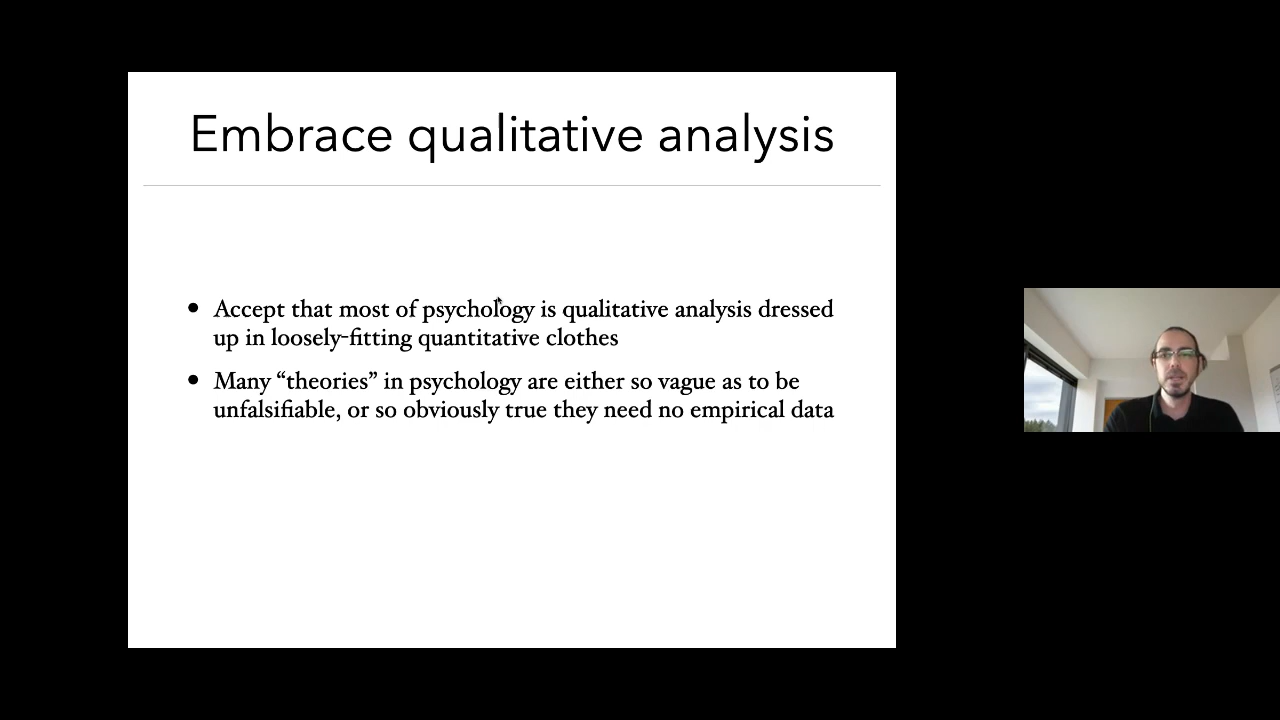 Embrace qualitative analysis
• Accept that most of psychology is qualitative analysis dressed
up in loosely-fitting quantitative clothes
• Many “theories” in psychology are either so vague as to be
unfalsifiable, or so obviously true they need no empirical data